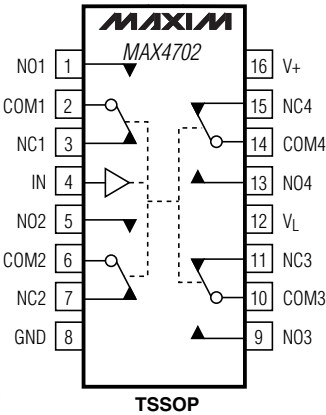 MAXIM
MAX4702
NO1 1
COM1 2
NC1 3
IN 4
NO2 5
COM2 6
NC2 7
GND 8
16 V+
15 NC4
14 COM4
13 NO4
12 VL
11 NC3
10 COM3
9 NO3
TSSOP